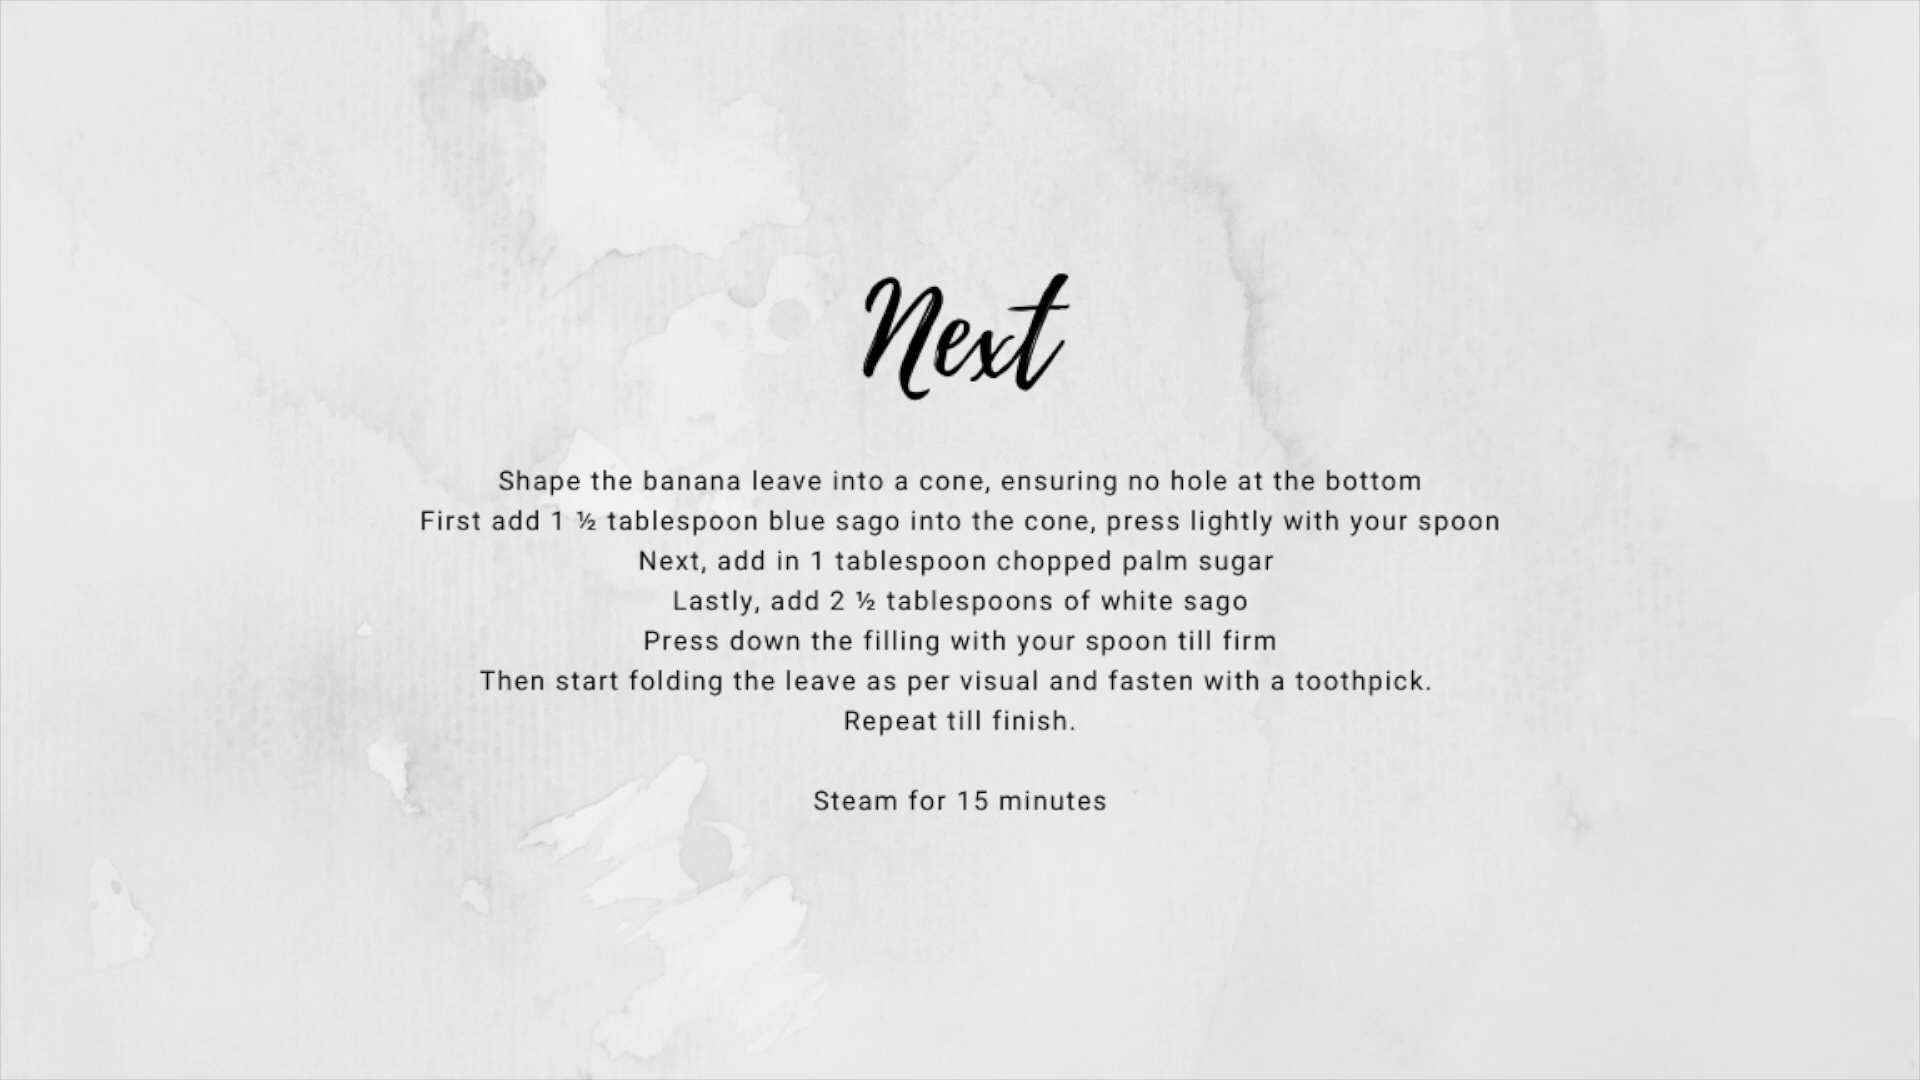 Next
Shape the banana leave into a cone, ensuring no hole at the bottom
First add 1 ½ tablespoon blue sago into the cone, press lightly with your spoon
Next, add in 1 tablespoon chopped palm sugar
Lastly, add 2 ½ tablespoons of white sago
Press down the filling with your spoon till firm
Then start folding the leave as per visual and fasten with a toothpick.
Repeat till finish.
Steam for 15 minutes